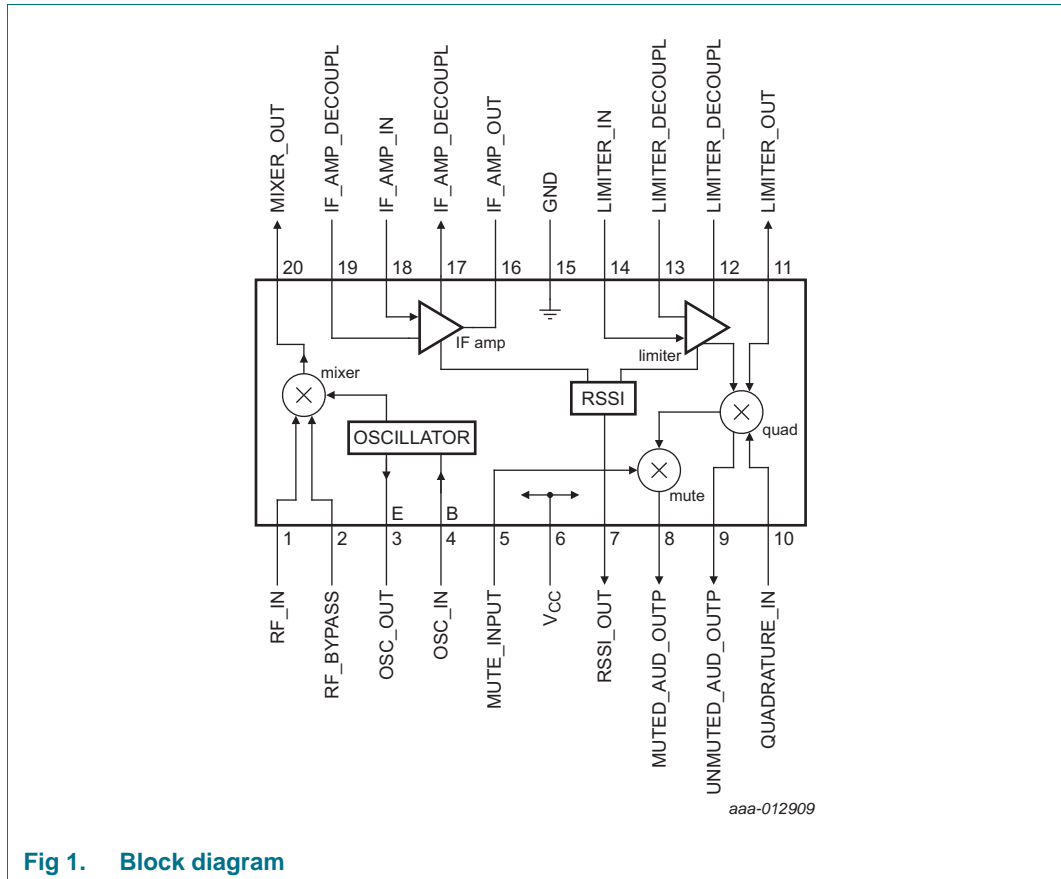 MIXER_OUT
IF_AMP_DECOUPL
IF_AMP_IN
IF_AMP_DECOUPL
IF_AMP_OUT
GND
LIMITER_IN
LIMITER_DECOUPL
LIMITER_DECOUPL
LIMITER_OUT
20 19 18 17 16 15 14 13 12 11
IF amp
limiter
mixer
RSSI
quad
OSCILLATOR
mute
E B
1 2 3 4 5 6 7 8 9 10
RF_IN
RF_BYPASS
OSC_OUT
OSC_IN
MUTE_INPUT
VCC
RSSI_OUT
MUTED_AUD_OUTP
UNMUTED_AUD_OUTP
QUADRATURE_IN
aaa-012909
Fig 1. Block diagram